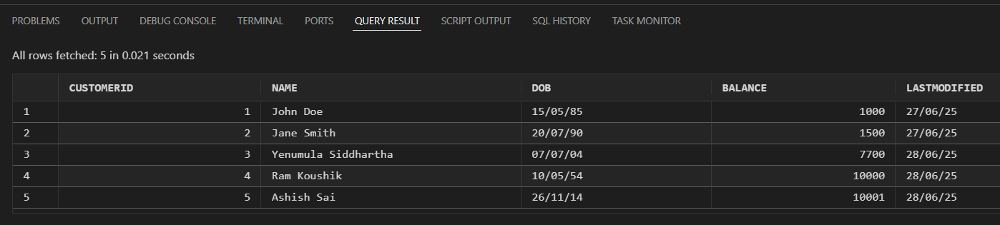 PROBLEMS OUTPUT DEBUG CONSOLE TERMINAL PORTS QUERY RESULT SCRIPT OUTPUT SQL HISTORY TASK MONITOR
All rows fetched: 5 in 0.021 seconds
CUSTOMERID NAME DOB BALANCE LASTMODIFIED
1 1 John Doe 15/05/85 1000 27/06/25
2 2 Jane Smith 20/07/90 1500 27/06/25
3 3 Yenumula Siddhartha 07/07/04 7700 28/06/25
4 4 Ram Koushik 10/05/54 10000 28/06/25
5 5 Ashish Sai 26/11/14 10001 28/06/25